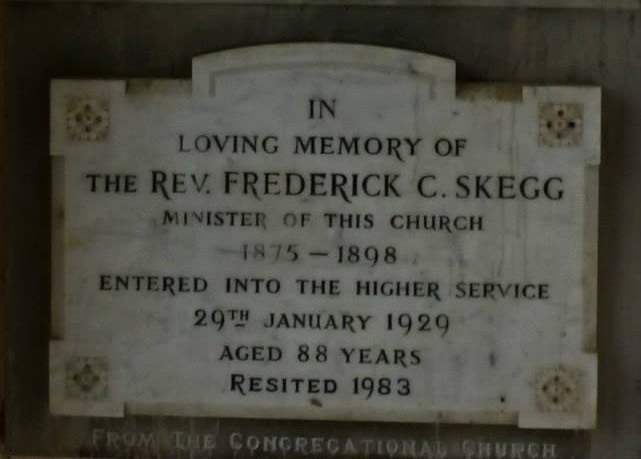 IN
LOVING MEMORY OF
THE REV. FREDERICK C. SKEGG
MINISTER OF THIS CHURCH
1875 – 1898
ENTERED INTO THE HIGHER SERVICE
29TH JANUARY 1929
AGED 88 YEARS
RESITED 1983
FROM THE CONGREGATIONAL CHURCH